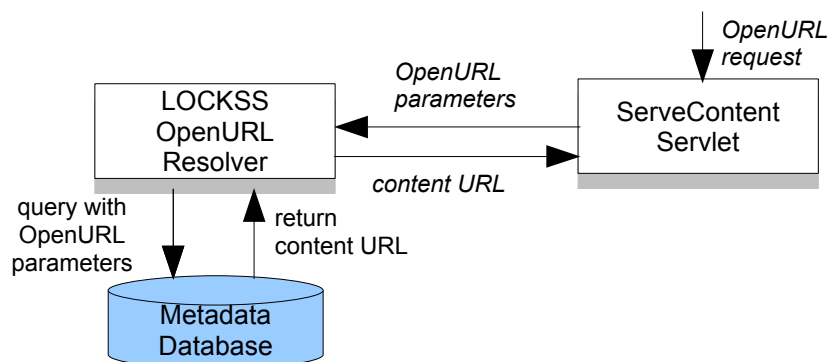 OpenURL
request
OpenURL
parameters
LOCKSS
OpenURL
Resolver
ServeContent
Servlet
content URL
query with
OpenURL
parameters
return
content URL
Metadata
Database